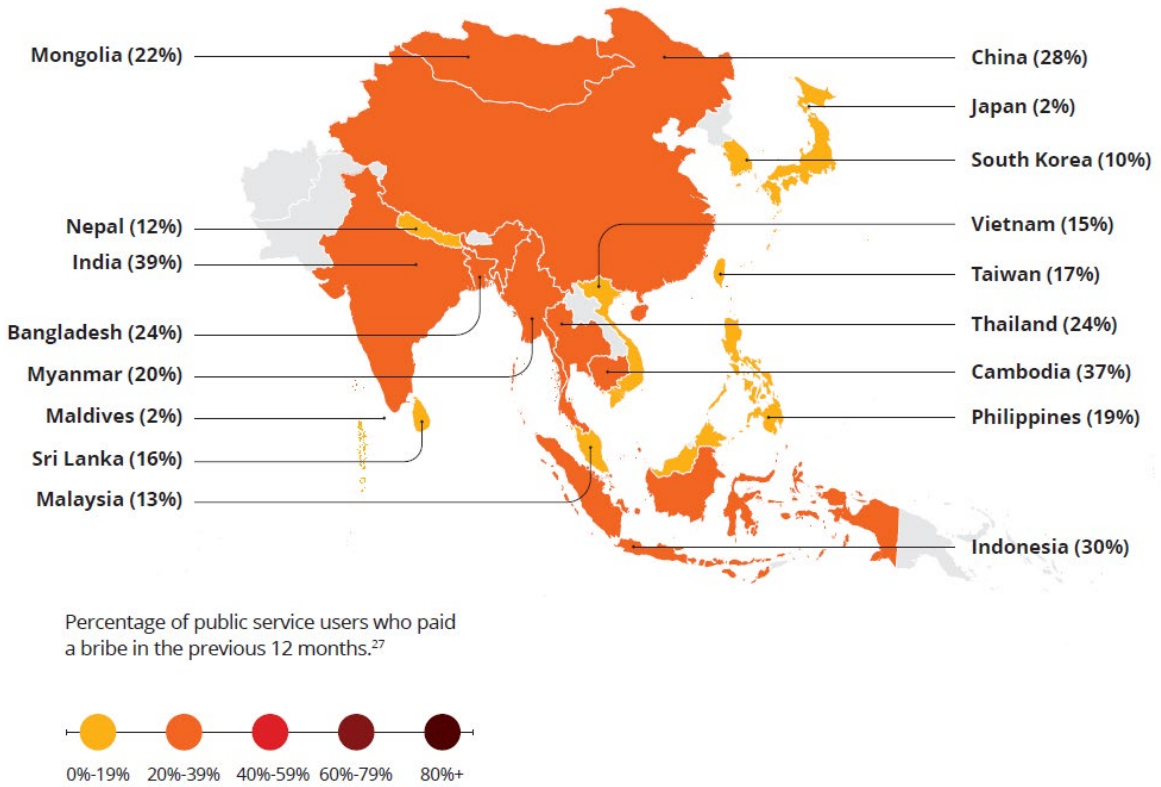 Mongolia (22%)
China (28%)
Japan (2%)
South Korea (10%)
Nepal (12%)
Vietnam (15%)
India (39%)
Taiwan (17%)
Bangladesh (24%)
Thailand (24%)
Myanmar (20%)
Cambodia (37%)
Maldives (2%)
Philippines (19%)
Sri Lanka (16%)
Malaysia (13%)
Indonesia (30%)
Percentage of public service users who paid
a bribe in the previous 12 months.27
0%-19% 20%-39% 40%-59% 60%-79% 80%+